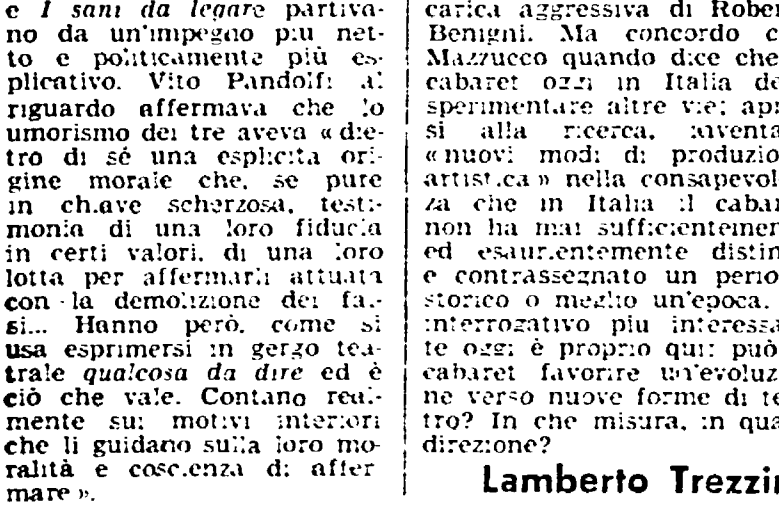 e I sani da legare partiva-
no da un'impegno più net-
to e politicamente più es-
plicativo. Vito Pandolfi al
riguardo affermava che lo
umorismo dei tre aveva « die-
tro di sé una esplicita ori-
gine morale che, se pure
in chiave scherzosa, testi-
monia di una loro fiducia
in certi valori, di una loro
lotta per affermarli attuata
con la demolizione dei fal-
si... Hanno però, come si
usa esprimersi in gergo tea-
trale qualcosa da dire ed è
ciò che vale. Contano real-
mente sui motivi interiori
che li guidano sulla loro mo-
ralità e coscienza di affer
mare ».
carica aggressiva di Rober
Benigni. Ma concordo c
Mazzucco quando dice che
cabaret oggi in Italia de
sperimentare altre vie; apr
si alla ricerca, inventa
« nuovi modi di produzio
artistica » nella consapevol
za che in Italia il cabar
non ha mai sufficientemen
ed esaurientemente distin
e contrassegnato un perio
storico o meglio un'epoca.
interrogativo più interessa
te oggi è proprio qui: può
cabaret favorire un'evoluz
ne verso nuove forme di te
tro? In che misura, in qua
direzione?
Lamberto Trezzin